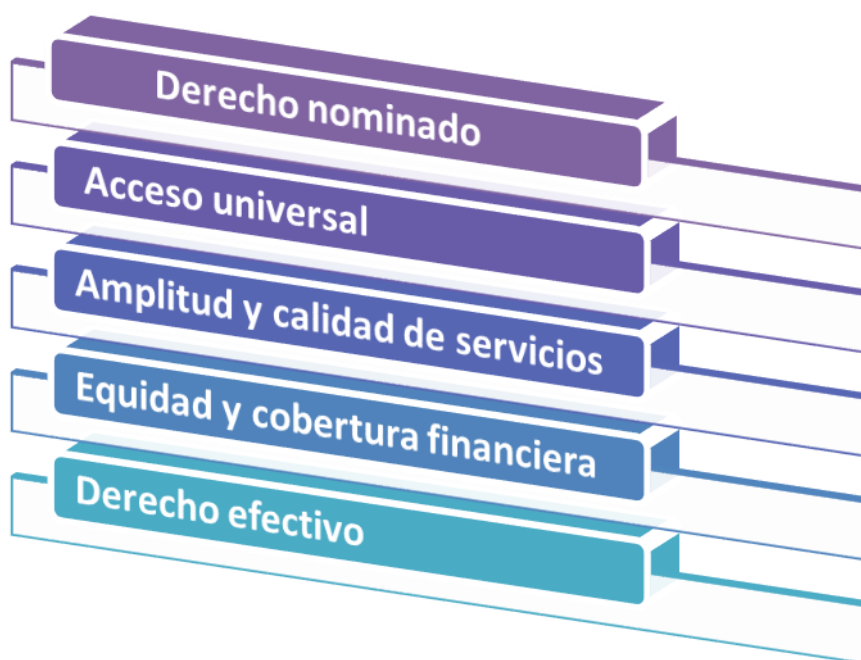 Derecho nominado
Acceso universal
Amplitud y calidad de servicios
Equidad y cobertura financiera
Derecho efectivo